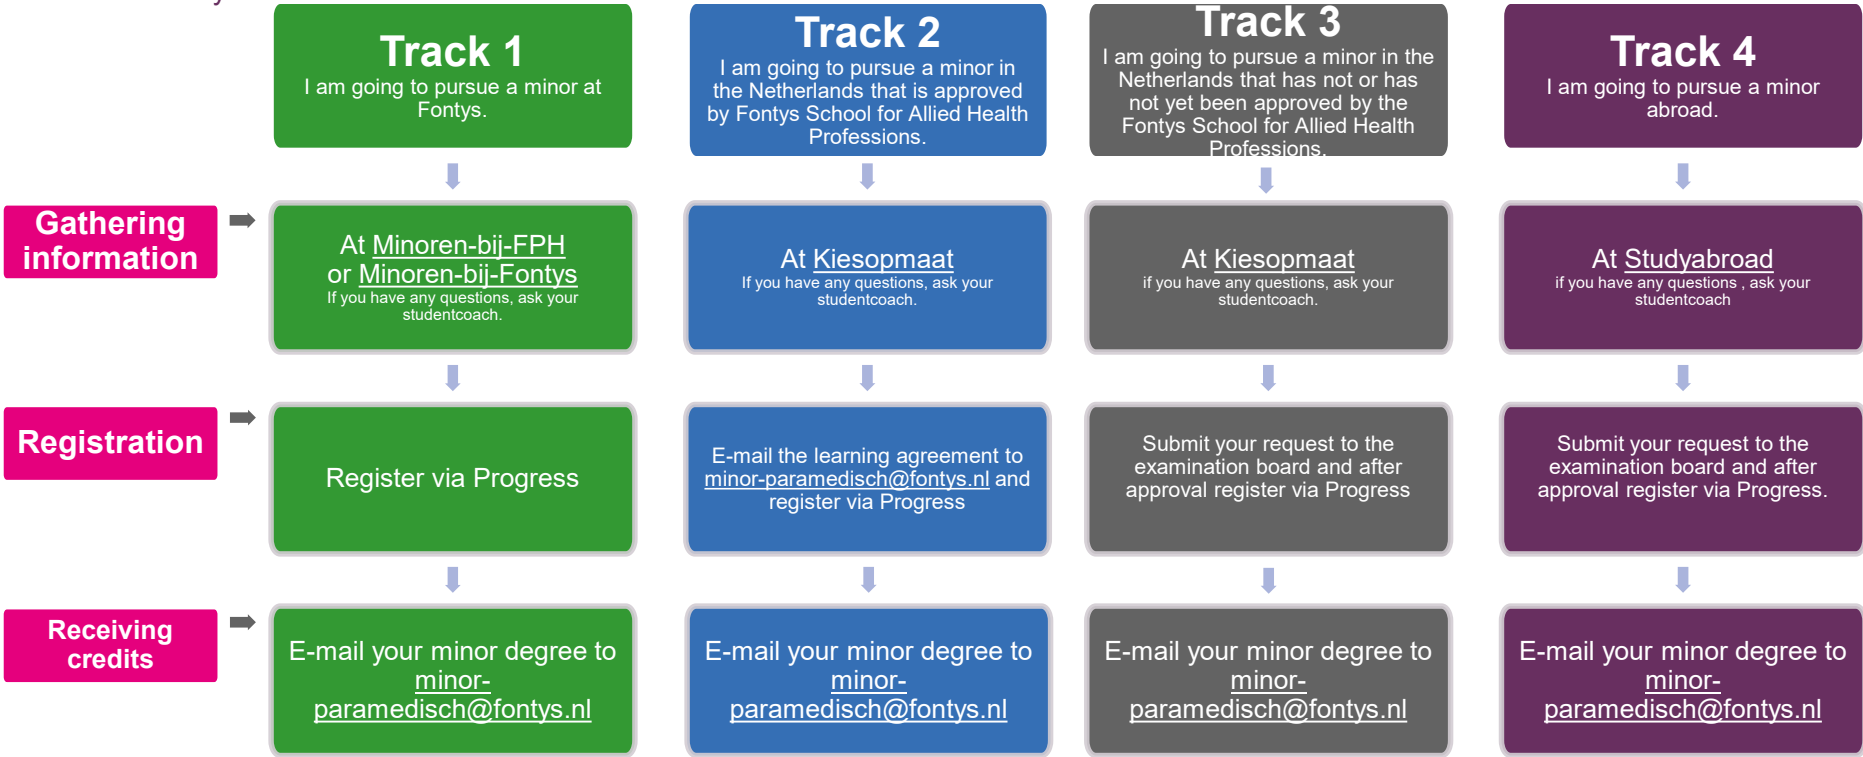 Track 1
I am going to pursue a minor at
Fontys.
Track 2
I am going to pursue a minor in
the Netherlands that is approved
by Fontys School for Allied Health
Professions.
Track 3
I am going to pursue a minor in the
Netherlands that has not or has
not yet been approved by the
Fontys School for Allied Health
Professions.
Track 4
I am going to pursue a minor
abroad.
Gathering
information
At Minoren-bij-FPH
or Minoren-bij-Fontys
If you have any questions, ask your
studentcoach.
At Kiesopmaat
If you have any questions, ask your
studentcoach.
At Kiesopmaat
if you have any questions, ask your
studentcoach.
At Studyabroad
if you have any questions , ask your
studentcoach
Registration
Register via Progress
E-mail the learning agreement to
minor-paramedisch@fontys.nl and
register via Progress
Submit your request to the
examination board and after
approval register via Progress
Submit your request to the
examination board and after
approval register via Progress.
Receiving
credits
E-mail your minor degree to
minor-
paramedisch@fontys.nl
E-mail your minor degree to
minor-
paramedisch@fontys.nl
E-mail your minor degree to
minor-
paramedisch@fontys.nl
E-mail your minor degree to
minor-
paramedisch@fontys.nl